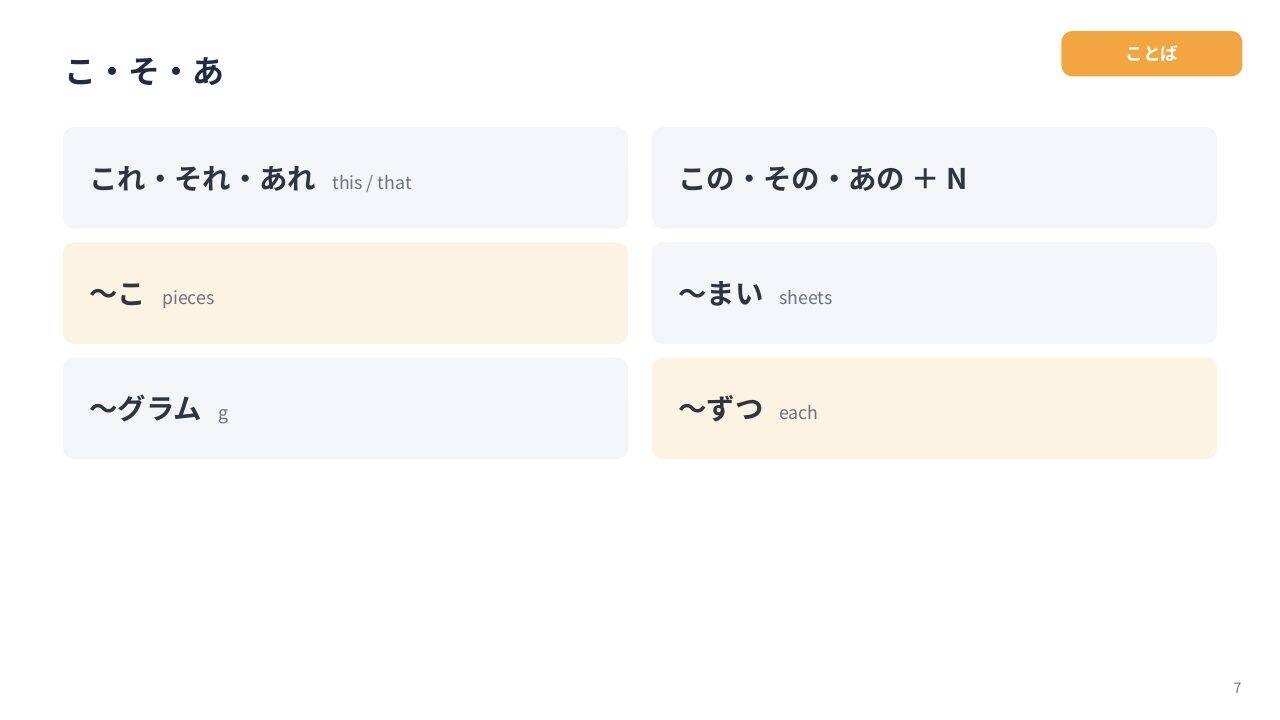 こ・そ・あ
ことば
これ・それ・あれ this / that
この・その・あの ＋ N
〜こ pieces
〜まい sheets
〜グラム g
〜ずつ each
7